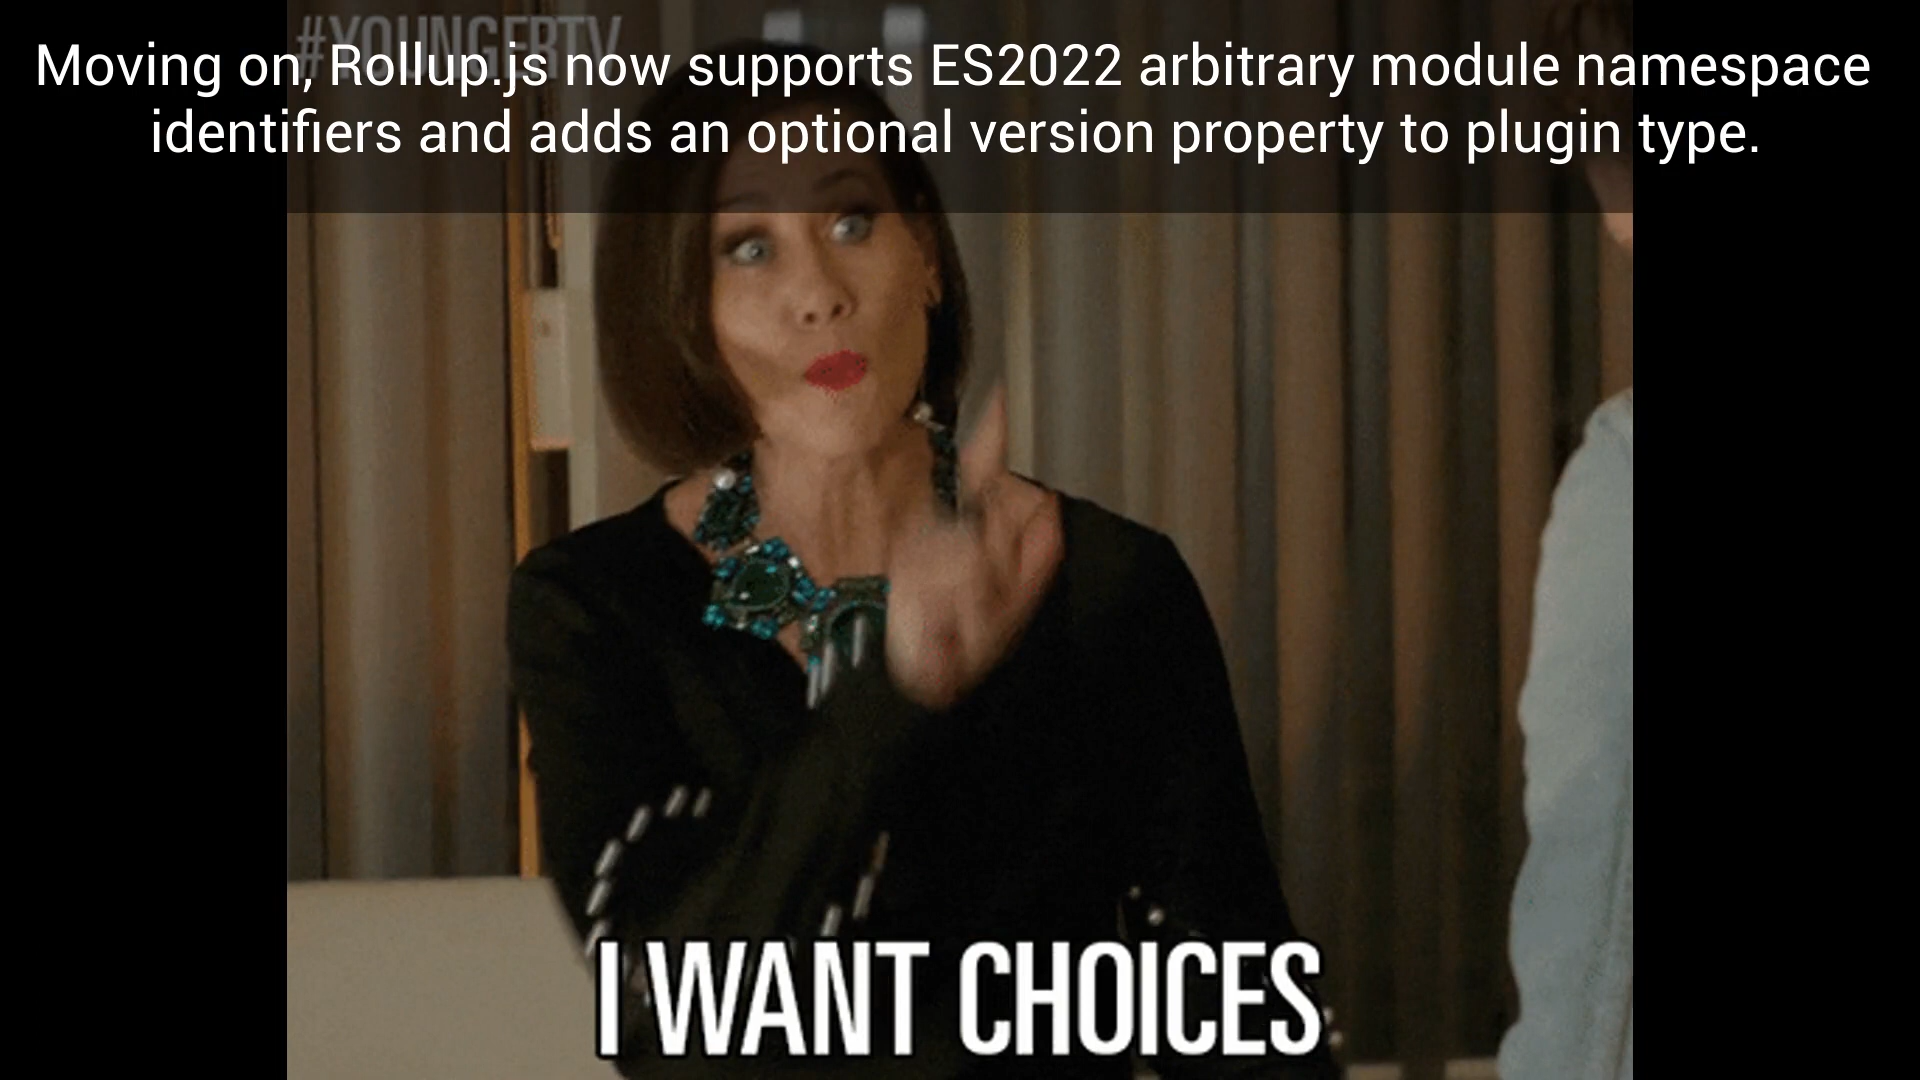 #YOUNGERTV
Moving on, Rollup.js now supports ES2022 arbitrary module namespace
identifiers and adds an optional version property to plugin type.
I WANT CHOICES